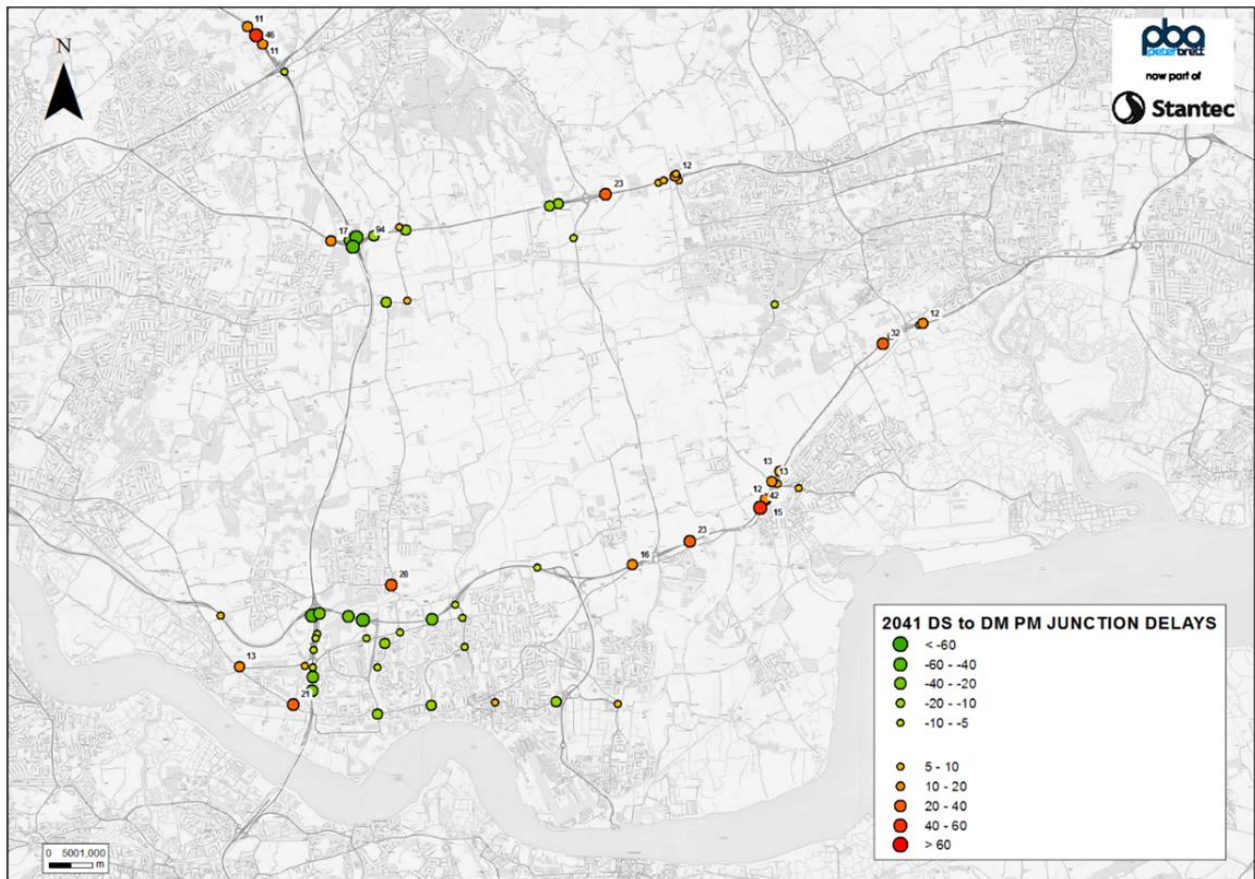 11
46
11
N
pba
peterbrett
now part of
Stantec
12
23
17
94
12
32
13
13
12
42
15
23
16
28
13
21
2041 DS to DM PM JUNCTION DELAYS
< -60
-60 - -40
-40 - -20
-20 - -10
-10 - -5
5 - 10
10 - 20
20 - 40
40 - 60
> 60
0 5001,000
m